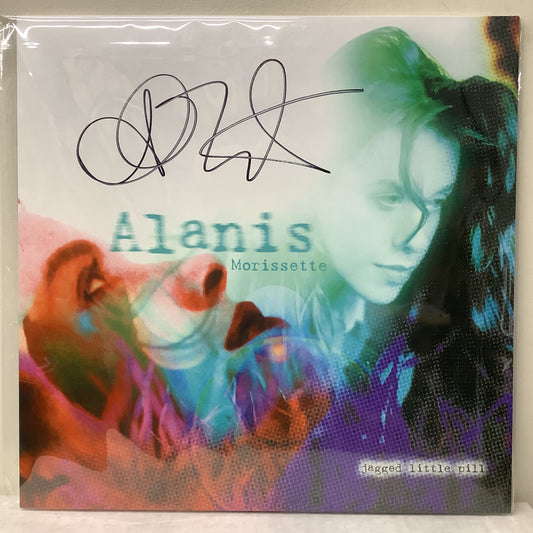 Alanis
Morissette
jagged little pill